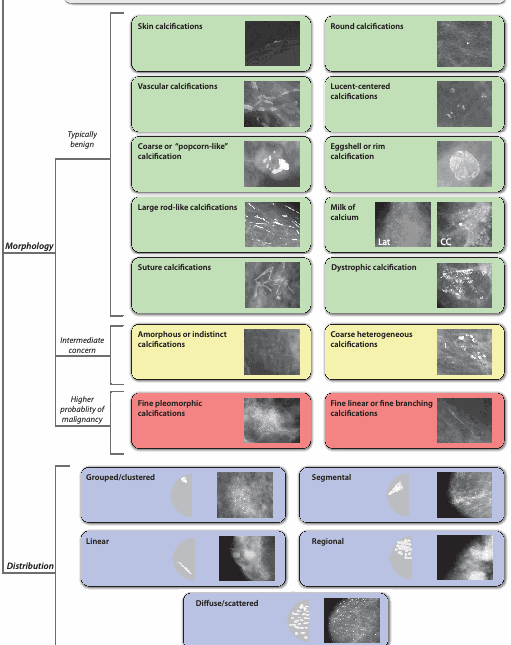 Skin calcifications
Round calcifications
Vascular calcifications
Lucent-centered
calcifications
Typically
benign
Coarse or "popcorn-like"
calcification
Eggshell or rim
calcification
Large rod-like calcifications
Milk of
calcium
Lat
CC
Morphology
Suture calcifications
Dystrophic calcification
Intermediate
concern
Amorphous or indistinct
calcifications
Coarse heterogeneous
calcifications
Higher
probablity of
malignancy
Fine pleomorphic
calcifications
Fine linear or fine branching
calcifications
Grouped/clustered
Segmental
Distribution
Linear
Regional
Diffuse/scattered